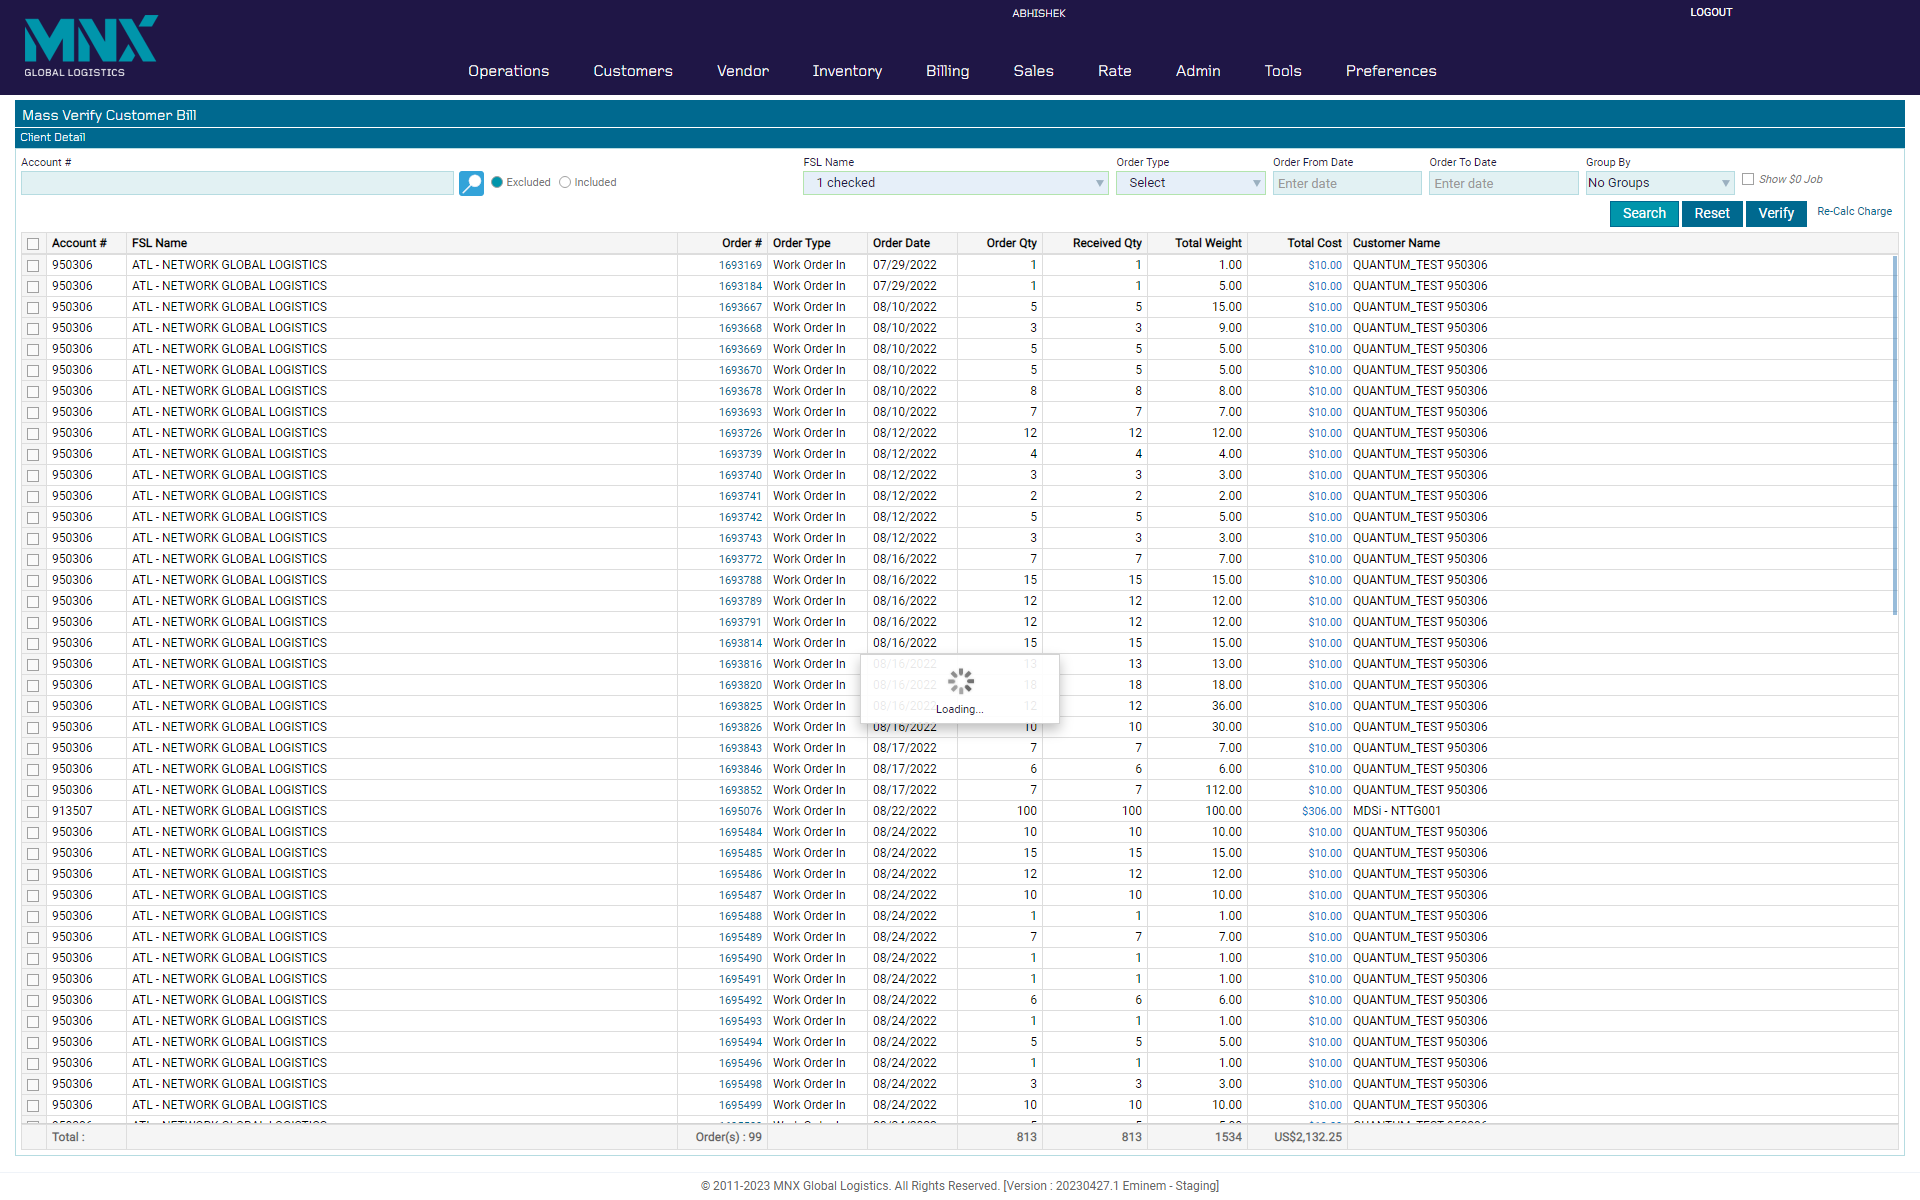 MNX
GLOBAL LOGISTICS
ABHISHEK
LOGOUT
Operations Customers Vendor Inventory Billing Sales Rate Admin Tools Preferences
Mass Verify Customer Bill
Client Detail
Account # FSL Name Order Type Order From Date Order To Date Group By
Excluded Included 1 checked Select Enter date Enter date No Groups Show $0 Job
Search Reset Verify Re-Calc Charge
Account # FSL Name Order # Order Type Order Date Order Qty Received Qty Total Weight Total Cost Customer Name
950306 ATL - NETWORK GLOBAL LOGISTICS 1693169 Work Order In 07/29/2022 1 1 1.00 $10.00 QUANTUM_TEST 950306
950306 ATL - NETWORK GLOBAL LOGISTICS 1693184 Work Order In 07/29/2022 1 1 5.00 $10.00 QUANTUM_TEST 950306
950306 ATL - NETWORK GLOBAL LOGISTICS 1693667 Work Order In 08/10/2022 5 5 15.00 $10.00 QUANTUM_TEST 950306
950306 ATL - NETWORK GLOBAL LOGISTICS 1693668 Work Order In 08/10/2022 3 3 9.00 $10.00 QUANTUM_TEST 950306
950306 ATL - NETWORK GLOBAL LOGISTICS 1693669 Work Order In 08/10/2022 5 5 5.00 $10.00 QUANTUM_TEST 950306
950306 ATL - NETWORK GLOBAL LOGISTICS 1693670 Work Order In 08/10/2022 5 5 5.00 $10.00 QUANTUM_TEST 950306
950306 ATL - NETWORK GLOBAL LOGISTICS 1693678 Work Order In 08/10/2022 8 8 8.00 $10.00 QUANTUM_TEST 950306
950306 ATL - NETWORK GLOBAL LOGISTICS 1693693 Work Order In 08/10/2022 7 7 7.00 $10.00 QUANTUM_TEST 950306
950306 ATL - NETWORK GLOBAL LOGISTICS 1693726 Work Order In 08/12/2022 12 12 12.00 $10.00 QUANTUM_TEST 950306
950306 ATL - NETWORK GLOBAL LOGISTICS 1693739 Work Order In 08/12/2022 4 4 4.00 $10.00 QUANTUM_TEST 950306
950306 ATL - NETWORK GLOBAL LOGISTICS 1693740 Work Order In 08/12/2022 3 3 3.00 $10.00 QUANTUM_TEST 950306
950306 ATL - NETWORK GLOBAL LOGISTICS 1693741 Work Order In 08/12/2022 2 2 2.00 $10.00 QUANTUM_TEST 950306
950306 ATL - NETWORK GLOBAL LOGISTICS 1693742 Work Order In 08/12/2022 5 5 5.00 $10.00 QUANTUM_TEST 950306
950306 ATL - NETWORK GLOBAL LOGISTICS 1693743 Work Order In 08/12/2022 3 3 3.00 $10.00 QUANTUM_TEST 950306
950306 ATL - NETWORK GLOBAL LOGISTICS 1693772 Work Order In 08/16/2022 7 7 7.00 $10.00 QUANTUM_TEST 950306
950306 ATL - NETWORK GLOBAL LOGISTICS 1693788 Work Order In 08/16/2022 15 15 15.00 $10.00 QUANTUM_TEST 950306
950306 ATL - NETWORK GLOBAL LOGISTICS 1693789 Work Order In 08/16/2022 12 12 12.00 $10.00 QUANTUM_TEST 950306
950306 ATL - NETWORK GLOBAL LOGISTICS 1693791 Work Order In 08/16/2022 12 12 12.00 $10.00 QUANTUM_TEST 950306
950306 ATL - NETWORK GLOBAL LOGISTICS 1693814 Work Order In 08/16/2022 15 15 15.00 $10.00 QUANTUM_TEST 950306
950306 ATL - NETWORK GLOBAL LOGISTICS 1693816 Work Order In 08/16/2022 13 13 13.00 $10.00 QUANTUM_TEST 950306
950306 ATL - NETWORK GLOBAL LOGISTICS 1693820 Work Order In 08/16/2022 18 18 18.00 $10.00 QUANTUM_TEST 950306
950306 ATL - NETWORK GLOBAL LOGISTICS 1693825 Work Order In 08/16/2022 12 12 36.00 $10.00 QUANTUM_TEST 950306
Loading...
950306 ATL - NETWORK GLOBAL LOGISTICS 1693826 Work Order In 08/16/2022 10 10 30.00 $10.00 QUANTUM_TEST 950306
950306 ATL - NETWORK GLOBAL LOGISTICS 1693843 Work Order In 08/17/2022 7 7 7.00 $10.00 QUANTUM_TEST 950306
950306 ATL - NETWORK GLOBAL LOGISTICS 1693846 Work Order In 08/17/2022 6 6 6.00 $10.00 QUANTUM_TEST 950306
950306 ATL - NETWORK GLOBAL LOGISTICS 1693852 Work Order In 08/17/2022 7 7 112.00 $10.00 QUANTUM_TEST 950306
913507 ATL - NETWORK GLOBAL LOGISTICS 1695076 Work Order In 08/22/2022 100 100 100.00 $306.00 MDSi - NTTG001
950306 ATL - NETWORK GLOBAL LOGISTICS 1695484 Work Order In 08/24/2022 10 10 10.00 $10.00 QUANTUM_TEST 950306
950306 ATL - NETWORK GLOBAL LOGISTICS 1695485 Work Order In 08/24/2022 15 15 15.00 $10.00 QUANTUM_TEST 950306
950306 ATL - NETWORK GLOBAL LOGISTICS 1695486 Work Order In 08/24/2022 12 12 12.00 $10.00 QUANTUM_TEST 950306
950306 ATL - NETWORK GLOBAL LOGISTICS 1695487 Work Order In 08/24/2022 10 10 10.00 $10.00 QUANTUM_TEST 950306
950306 ATL - NETWORK GLOBAL LOGISTICS 1695488 Work Order In 08/24/2022 1 1 1.00 $10.00 QUANTUM_TEST 950306
950306 ATL - NETWORK GLOBAL LOGISTICS 1695489 Work Order In 08/24/2022 7 7 7.00 $10.00 QUANTUM_TEST 950306
950306 ATL - NETWORK GLOBAL LOGISTICS 1695490 Work Order In 08/24/2022 1 1 1.00 $10.00 QUANTUM_TEST 950306
950306 ATL - NETWORK GLOBAL LOGISTICS 1695491 Work Order In 08/24/2022 1 1 1.00 $10.00 QUANTUM_TEST 950306
950306 ATL - NETWORK GLOBAL LOGISTICS 1695492 Work Order In 08/24/2022 6 6 6.00 $10.00 QUANTUM_TEST 950306
950306 ATL - NETWORK GLOBAL LOGISTICS 1695493 Work Order In 08/24/2022 1 1 1.00 $10.00 QUANTUM_TEST 950306
950306 ATL - NETWORK GLOBAL LOGISTICS 1695494 Work Order In 08/24/2022 5 5 5.00 $10.00 QUANTUM_TEST 950306
950306 ATL - NETWORK GLOBAL LOGISTICS 1695496 Work Order In 08/24/2022 1 1 1.00 $10.00 QUANTUM_TEST 950306
950306 ATL - NETWORK GLOBAL LOGISTICS 1695498 Work Order In 08/24/2022 3 3 3.00 $10.00 QUANTUM_TEST 950306
950306 ATL - NETWORK GLOBAL LOGISTICS 1695499 Work Order In 08/24/2022 10 10 10.00 $10.00 QUANTUM_TEST 950306
Total : Order(s) : 99 813 813 1534 US$2,132.25
© 2011-2023 MNX Global Logistics. All Rights Reserved. [Version : 20230427.1 Eminem - Staging]